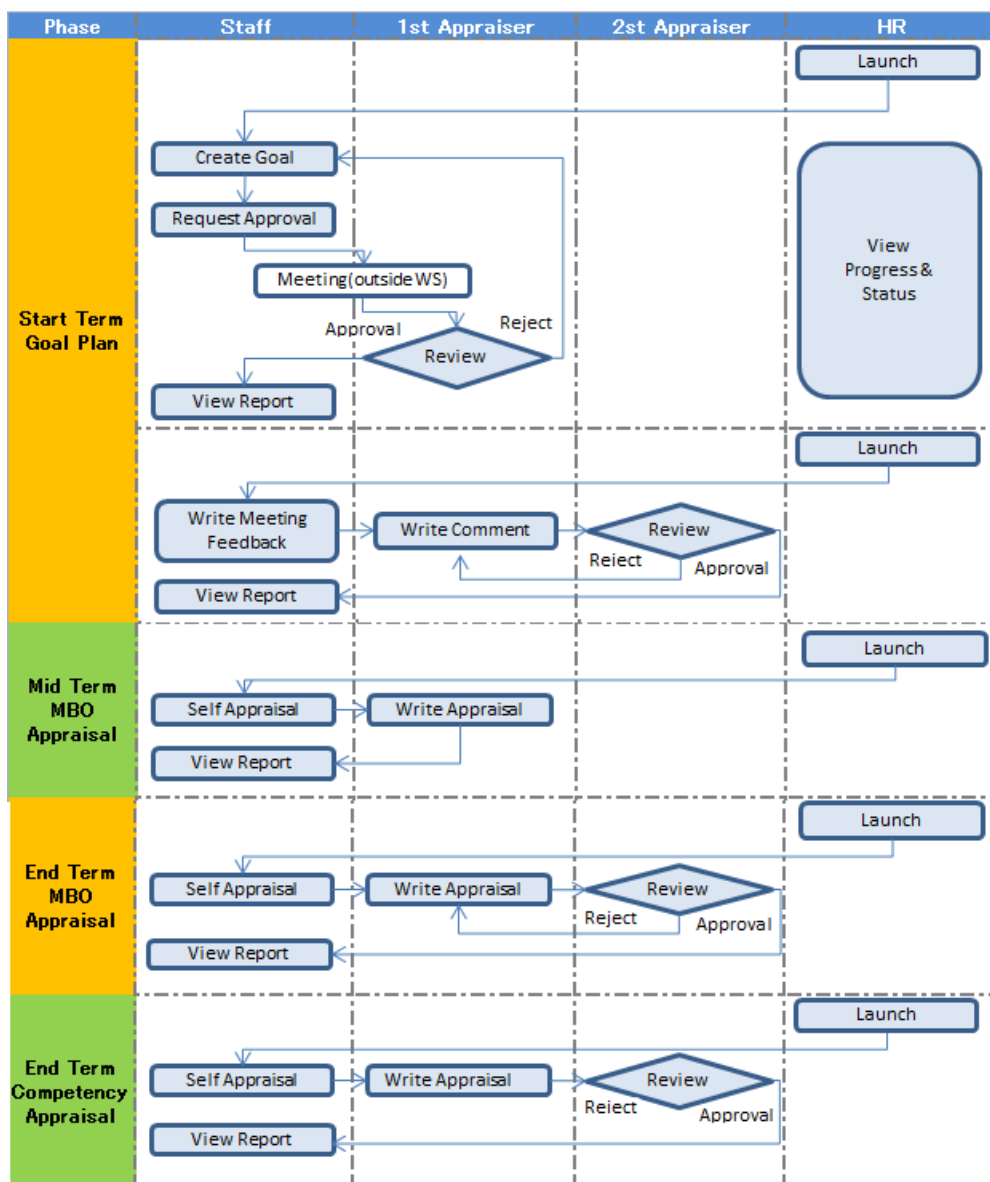 Phase Staff 1st Appraiser 2st Appraiser HR
Launch
Create Goal
Request Approval
Meeting(outside WS)
View
Progress&
Status
Start Term
Goal Plan
Approval
Reject
Review
View Report
Launch
Write Meeting
Feedback
Write Comment
Review
Reiect
Approval
View Report
Launch
Mid Term
MBO
Appraisal
Self Appraisal
Write Appraisal
View Report
Launch
End Term
MBO
Appraisal
Self Appraisal
Write Appraisal
Review
Reject
Approval
View Report
Launch
End Term
Competency
Appraisal
Self Appraisal
Write Appraisal
Review
Reiect
Approval
View Report